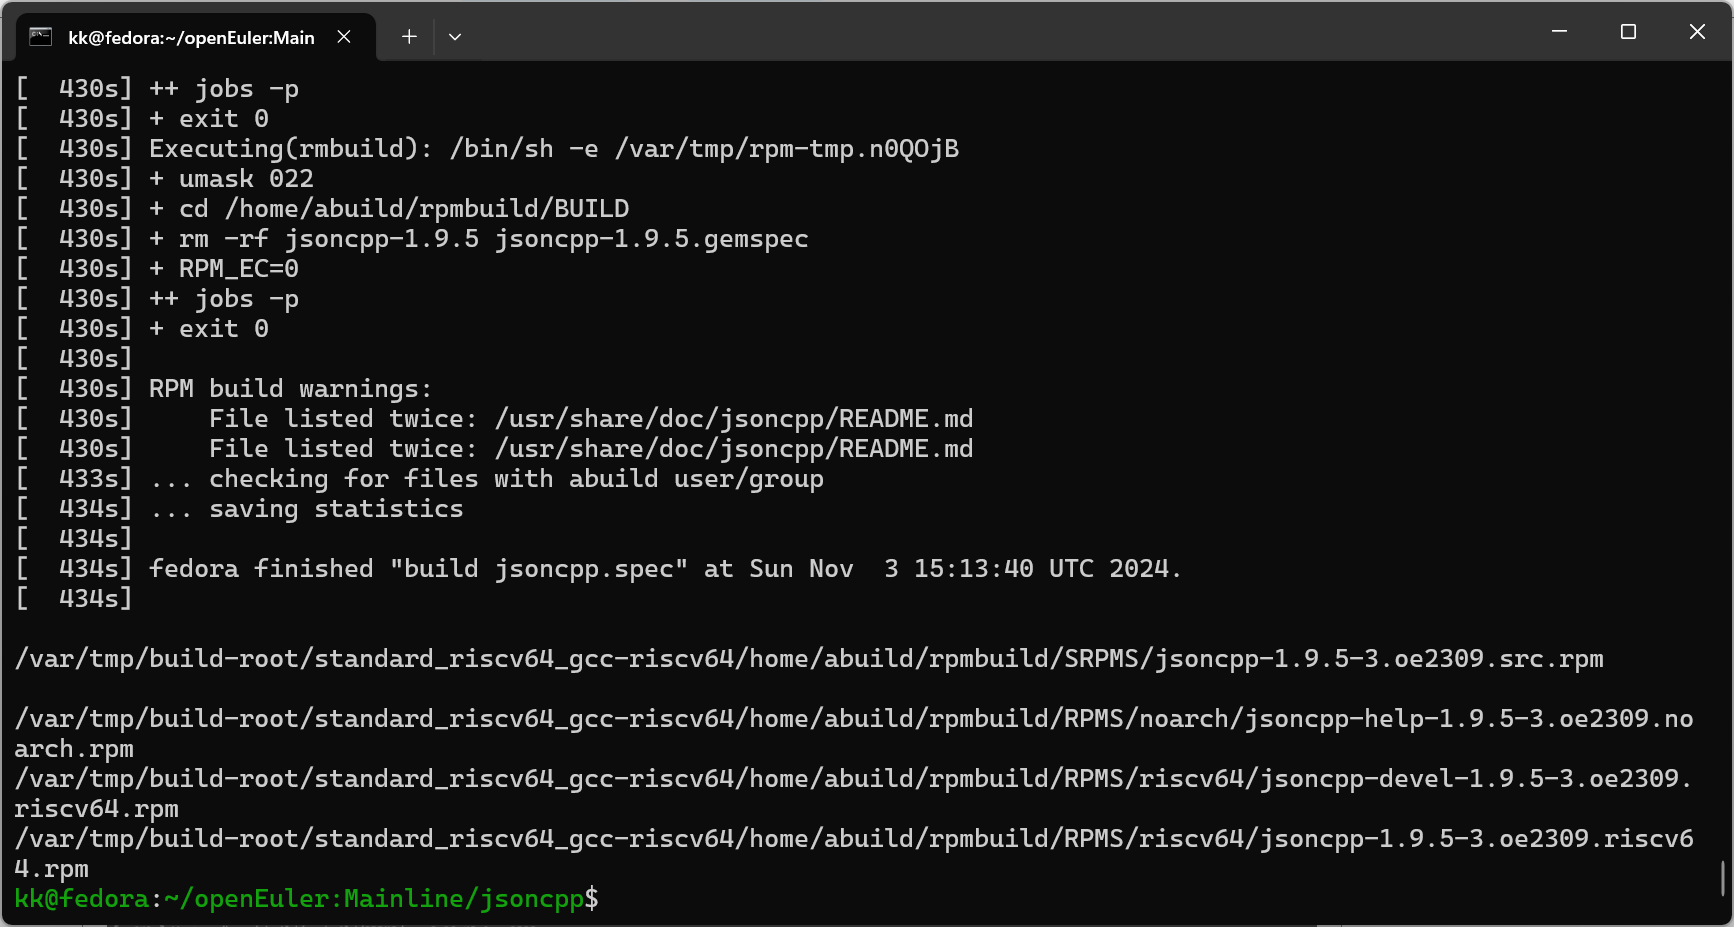 kk@fedora:~/openEuler:Main
[  430s] ++ jobs -p
[  430s] + exit 0
[  430s] Executing(rmbuild): /bin/sh -e /var/tmp/rpm-tmp.n0QOjB
[  430s] + umask 022
[  430s] + cd /home/abuild/rpmbuild/BUILD
[  430s] + rm -rf jsoncpp-1.9.5 jsoncpp-1.9.5.gemspec
[  430s] + RPM_EC=0
[  430s] ++ jobs -p
[  430s] + exit 0
[  430s]
[  430s] RPM build warnings:
[  430s]     File listed twice: /usr/share/doc/jsoncpp/README.md
[  430s]     File listed twice: /usr/share/doc/jsoncpp/README.md
[  433s] ... checking for files with abuild user/group
[  434s] ... saving statistics
[  434s]
[  434s] fedora finished "build jsoncpp.spec" at Sun Nov  3 15:13:40 UTC 2024.
[  434s]
/var/tmp/build-root/standard_riscv64_gcc-riscv64/home/abuild/rpmbuild/SRPMS/jsoncpp-1.9.5-3.oe2309.src.rpm
/var/tmp/build-root/standard_riscv64_gcc-riscv64/home/abuild/rpmbuild/RPMS/noarch/jsoncpp-help-1.9.5-3.oe2309.no
arch.rpm
/var/tmp/build-root/standard_riscv64_gcc-riscv64/home/abuild/rpmbuild/RPMS/riscv64/jsoncpp-devel-1.9.5-3.oe2309.
riscv64.rpm
/var/tmp/build-root/standard_riscv64_gcc-riscv64/home/abuild/rpmbuild/RPMS/riscv64/jsoncpp-1.9.5-3.oe2309.riscv6
4.rpm
kk@fedora:~/openEuler:Mainline/jsoncpp$